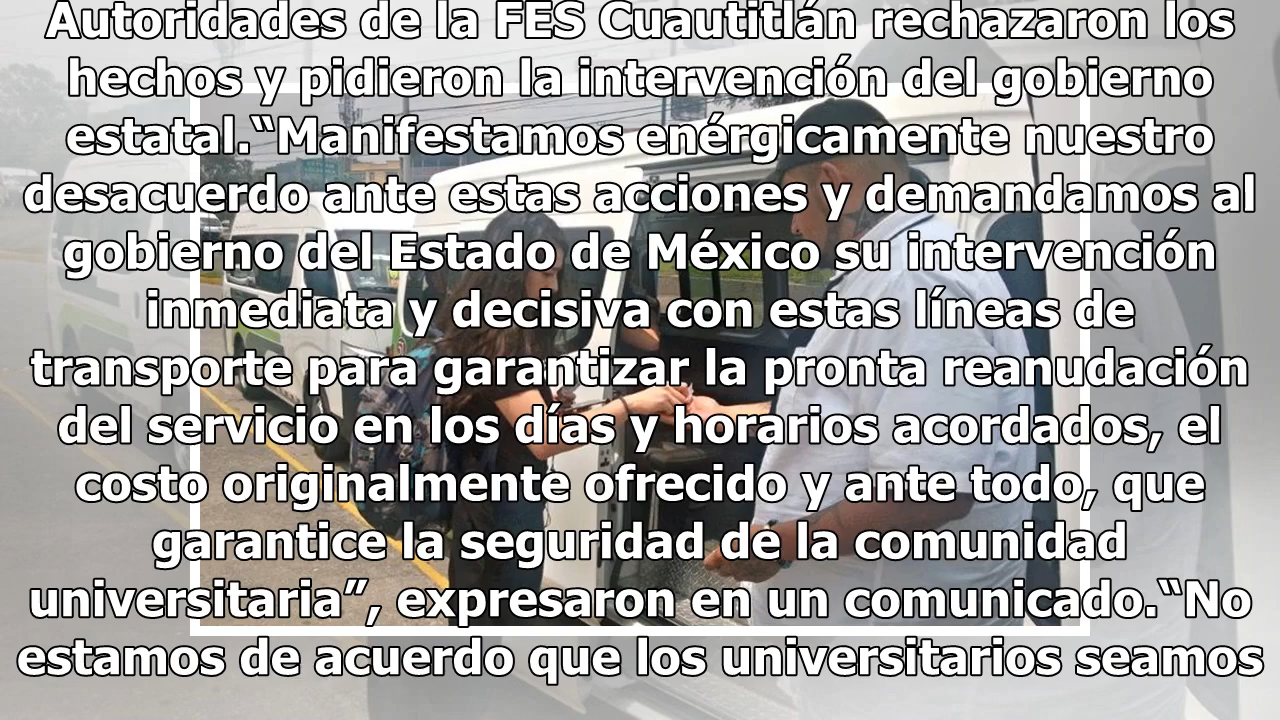 Autoridades de la FES Cuautitlán rechazaron los
hechos y pidieron la intervención del gobierno
estatal.“Manifestamos enérgicamente nuestro
desacuerdo ante estas acciones y demandamos al
gobierno del Estado de México su intervención
inmediata y decisiva con estas líneas de
transporte para garantizar la pronta reanudación
del servicio en los días y horarios acordados, el
costo originalmente ofrecido y ante todo, que
garantice la seguridad de la comunidad
universitaria”, expresaron en un comunicado.“No
estamos de acuerdo que los universitarios seamos